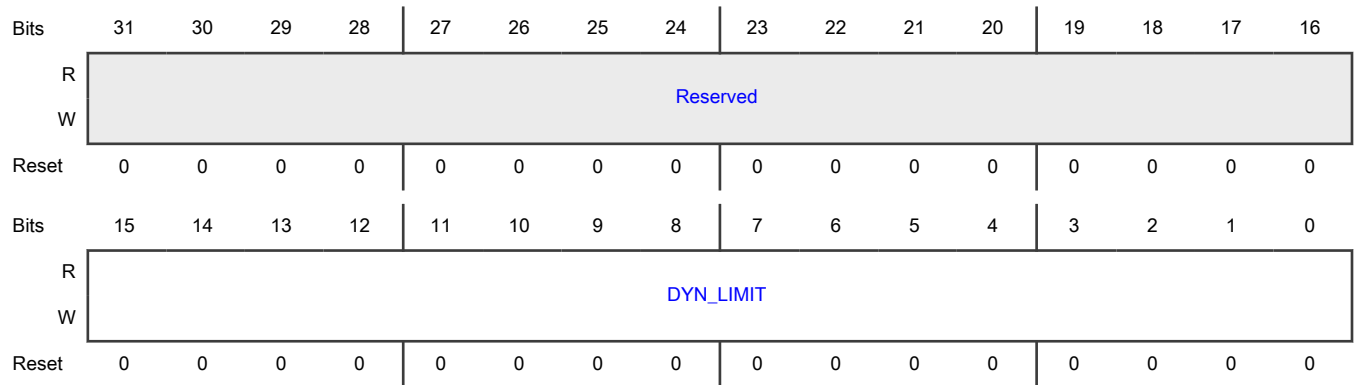 Bits 31 30 29 28 27 26 25 24 23 22 21 20 19 18 17 16
R
Reserved
W
Reset 0 0 0 0 0 0 0 0 0 0 0 0 0 0 0 0
Bits 15 14 13 12 11 10 9 8 7 6 5 4 3 2 1 0
R
DYN_LIMIT
W
Reset 0 0 0 0 0 0 0 0 0 0 0 0 0 0 0 0